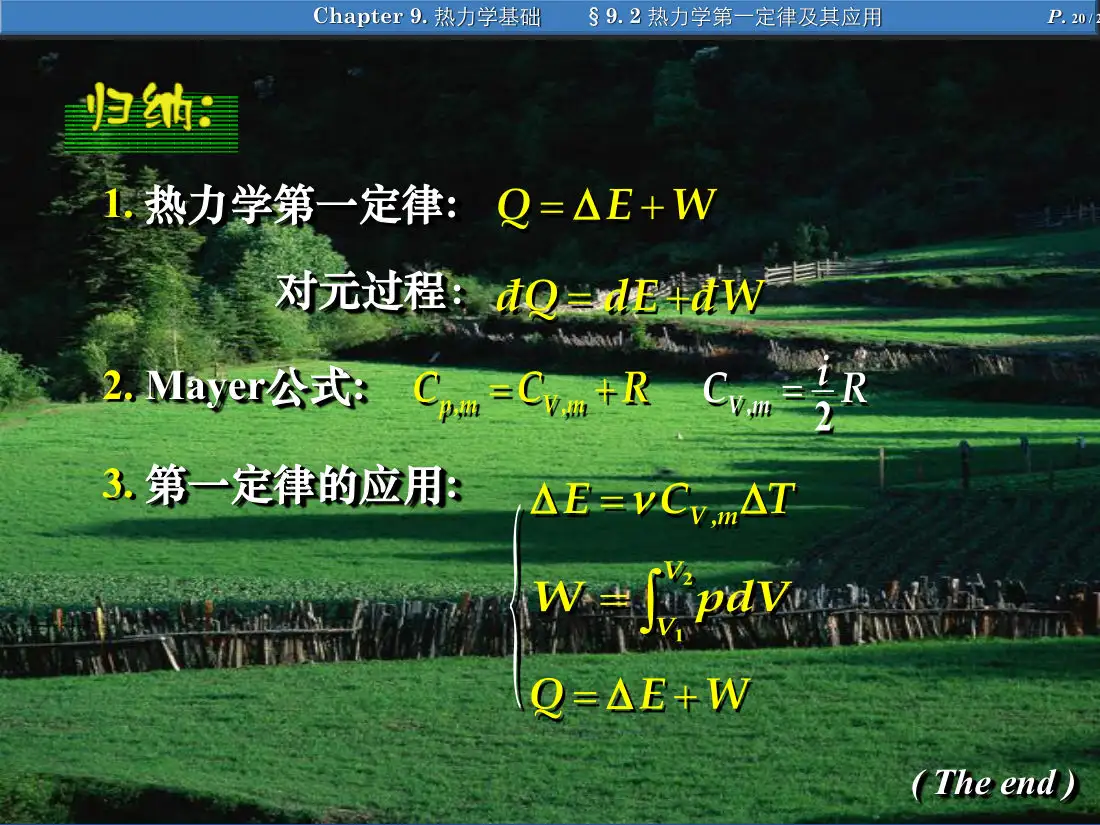 Chapter 9. 热力学基础 §9. 2 热力学第一定律及其应用 P. 20 / 2
归纳:
1. 热力学第一定律: Q = ΔE + W
对元过程: đQ = dE + đW
2. Mayer公式: C_{p,m} = C_{V,m} + R C_{V,m} = \frac{i}{2} R
3. 第一定律的应用:
ΔE = νC_{V,m}ΔT
W = ∫_{V_1}^{V_2} pdV
Q = ΔE + W
( The end )